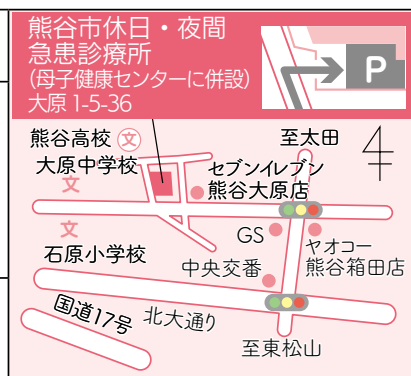 熊谷市休日・夜間
急患診療所
(母子健康センターに併設)
大原 1-5-36
P
熊谷高校 文
至太田
大原中学校
セブンイレブン
熊谷大原店
文
文
石原小学校
GS
ヤオコー
熊谷箱田店
中央交番
国道17号
北大通り
至東松山